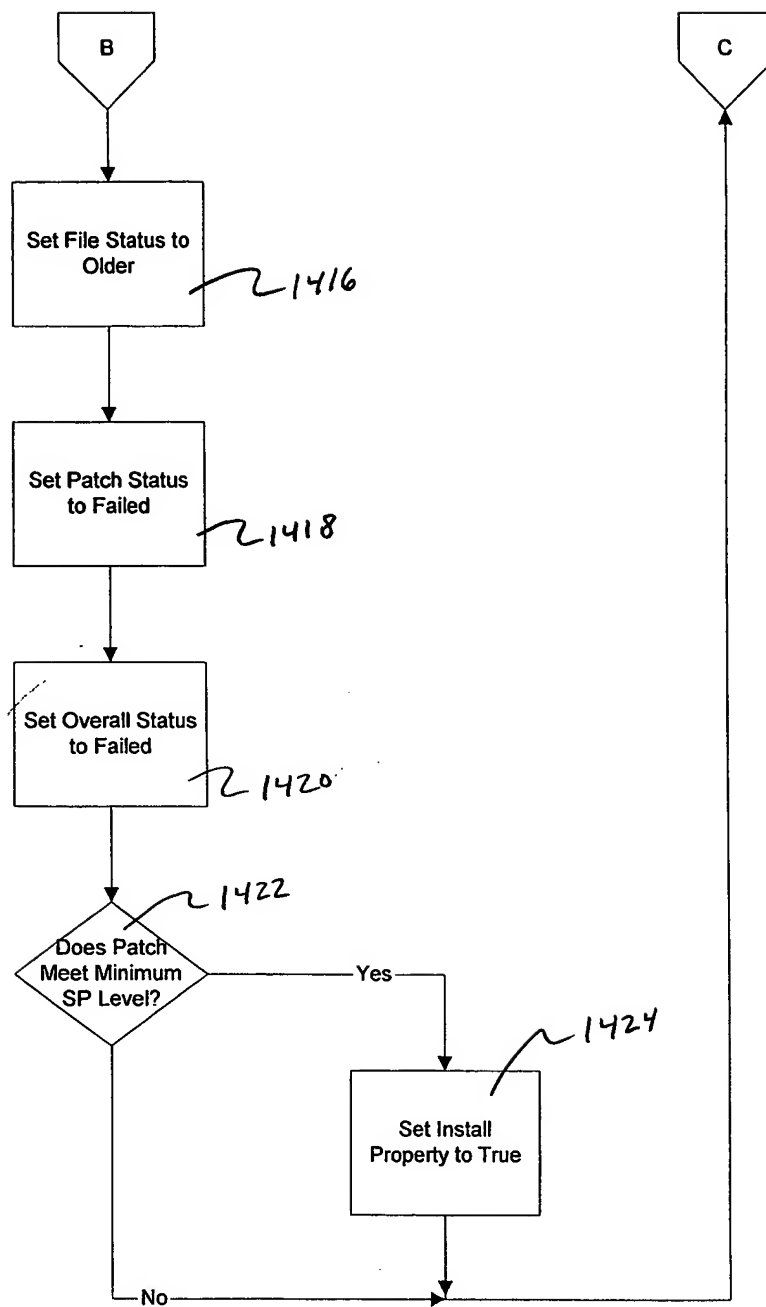 B
C
Set File Status to
Older
1416
Set Patch Status
to Failed
1418
Set Overall Status
to Failed
1420
1422
Does Patch
Meet Minimum
SP Level?
Yes
1424
Set Install
Property to True
No